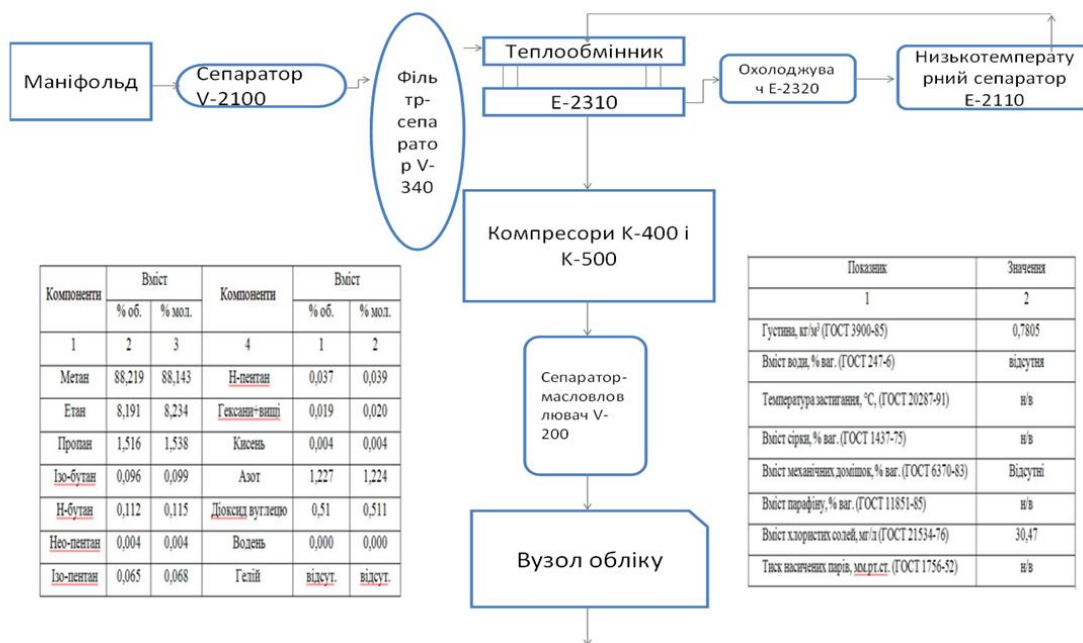 Маніфольд
Сепаратор
V-2100
Філь
тр-
сепа
рато
р V-
340
Теплообмінник
Е-2310
Охолоджува
ч Е-2320
Низькотемперату
рний сепаратор
Е-2110
Компресори К-400 і
К-500
Сепаратор-
масловлов
лювач V-
200
Вузол обліку
Компоненти Вміст Компоненти Вміст
% об. % мол. % об. % мол.
1 2 3 4 1 2
Метан 88,219 88,143 Н-пентан 0,037 0,039
Етан 8,191 8,234 Гексани+вищі 0,019 0,020
Пропан 1,516 1,538 Кисень 0,004 0,004
Ізо-бутан 0,096 0,099 Азот 1,227 1,224
Н-бутан 0,112 0,115 Діоксид вуглецю 0,51 0,511
Нео-пентан 0,004 0,004 Водень 0,000 0,000
Ізо-пентан 0,065 0,068 Гелій відсут. відсут.
Показник Значення
1 2
Густина, кг/м³ (ГОСТ 3900-85) 0,7805
Вміст води, % ваг. (ГОСТ 247-6) відсутня
Температура застигання, °С, (ГОСТ 20287-91) н/в
Вміст сірки, % ваг. (ГОСТ 1437-75) н/в
Вміст механічних домішок, % ваг. (ГОСТ 6370-83) Відсутні
Вміст парафіну, % ваг. (ГОСТ 11851-85) н/в
Вміст хлористих солей, мг/л (ГОСТ 21534-76) 30,47
Тиск насичених парів, мм.рт.ст. (ГОСТ 1756-52) н/в